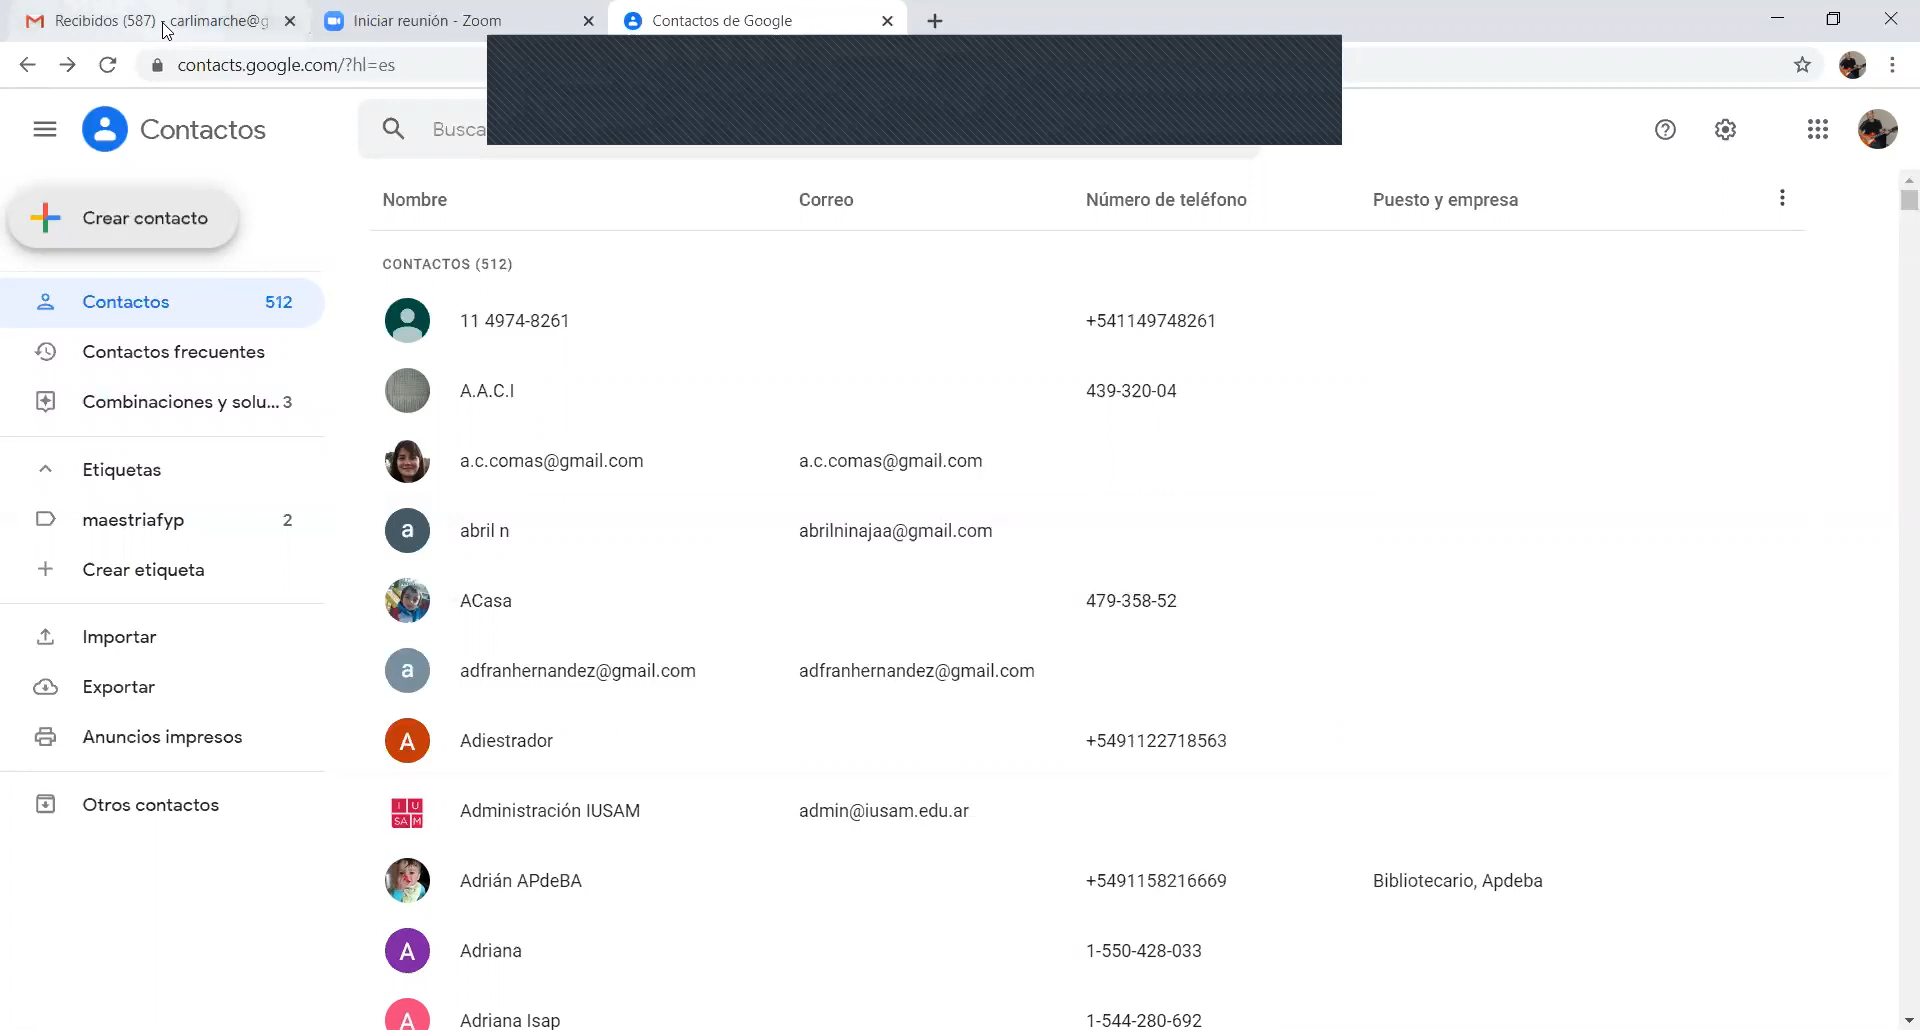 Recibidos (587) - carlimarche@g
Iniciar reunión - Zoom
Contactos de Google
contacts.google.com/?hl=es
Contactos
Busca
Crear contacto
Contactos 512
Contactos frecuentes
Combinaciones y solu... 3
Etiquetas
maestriafyp 2
Crear etiqueta
Importar
Exportar
Anuncios impresos
Otros contactos
Nombre Correo Número de teléfono Puesto y empresa
CONTACTOS (512)
11 4974-8261 +541149748261
A.A.C.I 439-320-04
a.c.comas@gmail.com a.c.comas@gmail.com
a abril n abrilninajaa@gmail.com
ACasa 479-358-52
a adfranhernandez@gmail.com adfranhernandez@gmail.com
A Adiestrador +5491122718563
IUSAM Administración IUSAM admin@iusam.edu.ar
Adrián APdeBA +5491158216669 Bibliotecario, Apdeba
A Adriana 1-550-428-033
A Adriana Isap 1-544-280-692